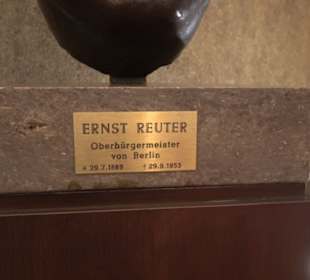 ERNST REUTER
Oberbürgermeister
von Berlin
* 29.7.1889 † 29.9.1953